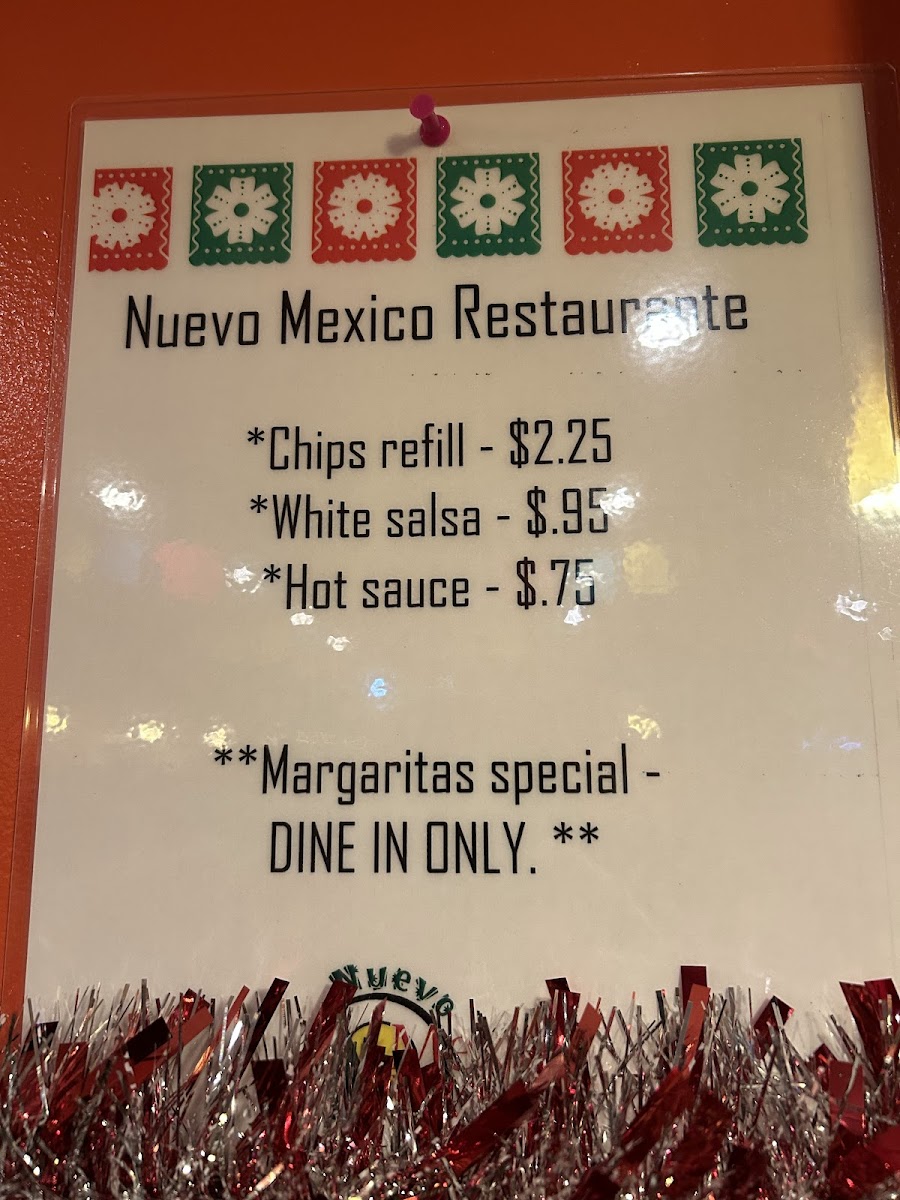 Nuevo Mexico Restaurante
*Chips refill - $2.25
*White salsa - $.95
*Hot sauce - $.75
**Margaritas special -
DINE IN ONLY. **
Nuevo